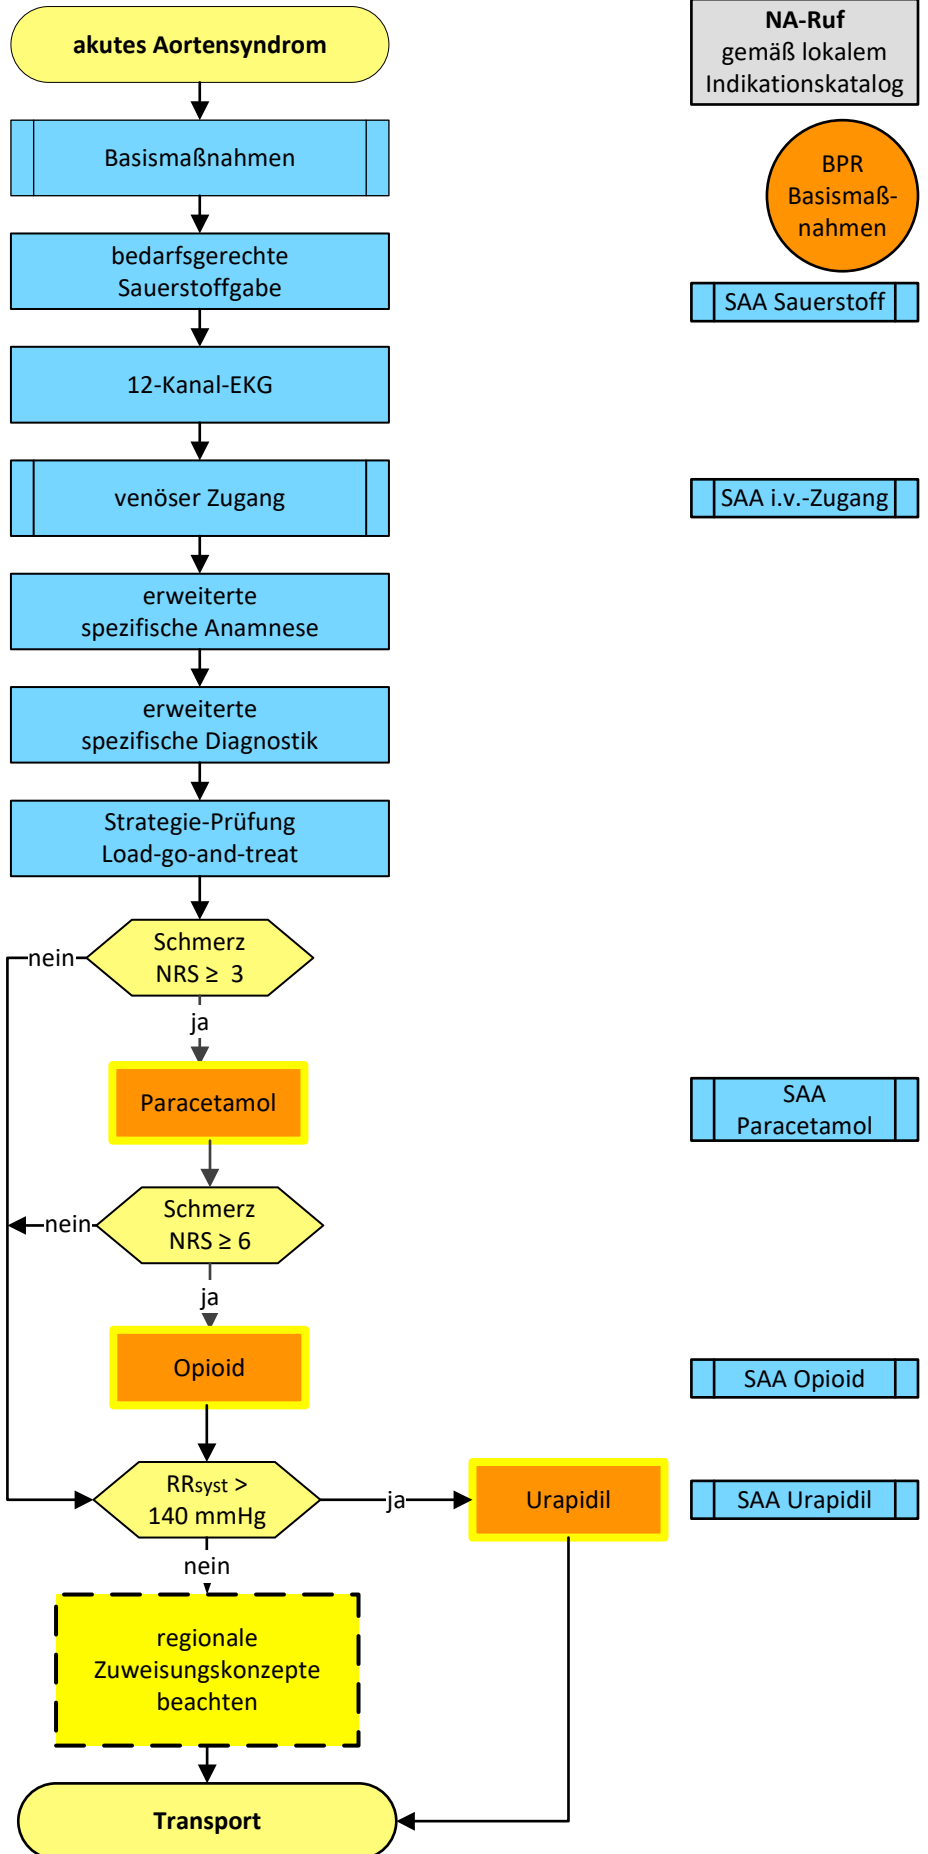 akutes Aortensyndrom
NA-Ruf
gemäß lokalem
Indikationskatalog
Basismaßnahmen
BPR
Basismaß-
nahmen
bedarfsgerechte
Sauerstoffgabe
SAA Sauerstoff
12-Kanal-EKG
venöser Zugang
SAA i.v.-Zugang
erweiterte
spezifische Anamnese
erweiterte
spezifische Diagnostik
Strategie-Prüfung
Load-go-and-treat
Schmerz
NRS ≥ 3
nein
ja
Paracetamol
SAA
Paracetamol
Schmerz
NRS ≥ 6
nein
ja
Opioid
SAA Opioid
RRsyst >
140 mmHg
ja
Urapidil
SAA Urapidil
nein
regionale
Zuweisungskonzepte
beachten
Transport